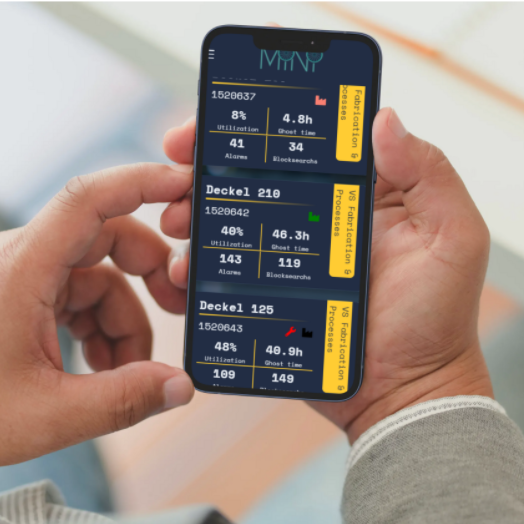 MiNi
1520637
8%
4.8h
Utilization
Ghost time
41
34
Alarms
Blocksearchs
Fabrication &
Deckel 210
1520642
40%
46.3h
Utilization
Ghost time
143
119
Alarms
Blocksearchs
VS Fabrication &
Processes
Deckel 125
1520643
48%
40.9h
Utilization
Ghost time
109
149
VS Fabrication &
Processes